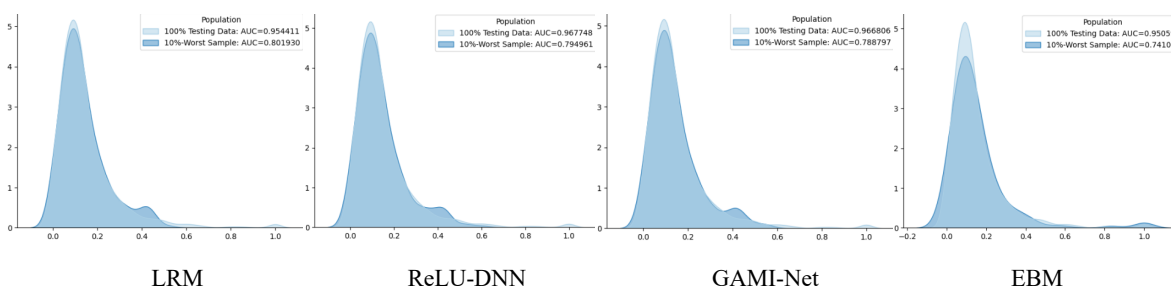 Population
100% Testing Data: AUC=0.954411
10%-Worst Sample: AUC=0.801930
5
4
3
2
1
0
0.0 0.2 0.4 0.6 0.8 1.0
LRM
Population
100% Testing Data: AUC=0.967748
10%-Worst Sample: AUC=0.794961
5
4
3
2
1
0
0.0 0.2 0.4 0.6 0.8 1.0
ReLU-DNN
Population
100% Testing Data: AUC=0.966806
10%-Worst Sample: AUC=0.788797
5
4
3
2
1
0
0.0 0.2 0.4 0.6 0.8 1.0
GAMI-Net
Population
100% Testing Data: AUC=0.9505
10%-Worst Sample: AUC=0.7410
5
4
3
2
1
0
−0.2 0.0 0.2 0.4 0.6 0.8 1.0
EBM